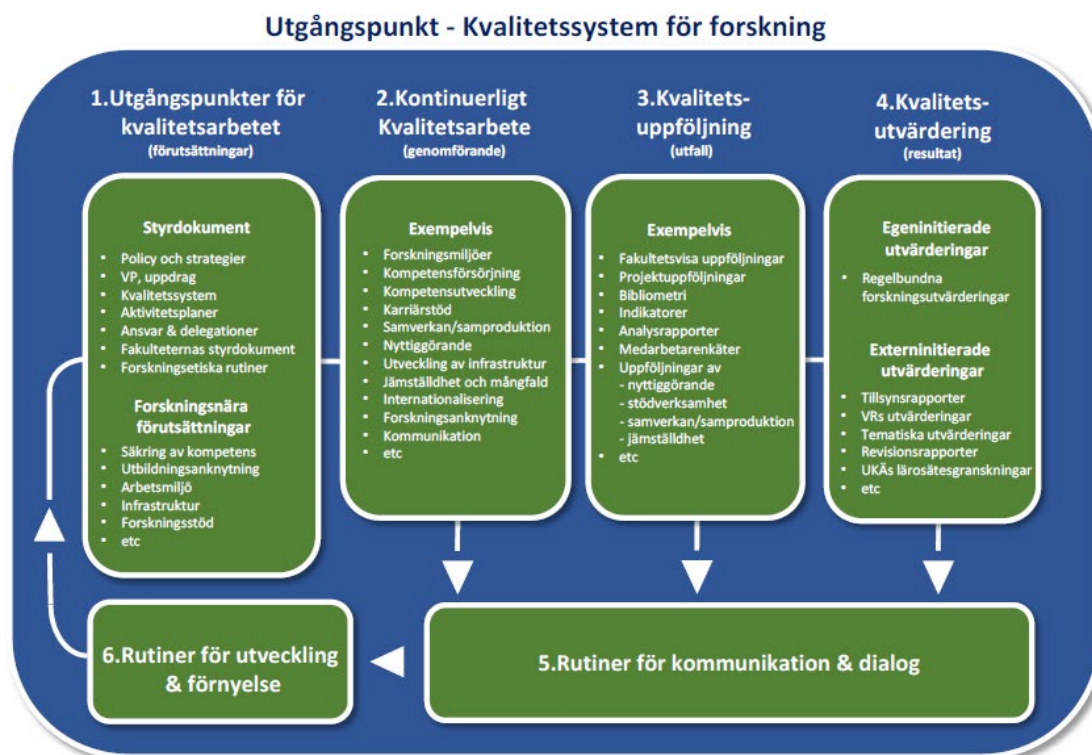 Utgångspunkt - Kvalitetssystem för forskning
1.Utgångspunkter för
kvalitetsarbetet
(förutsättningar)
Styrdokument
• Policy och strategier
• VP, uppdrag
• Kvalitetssystem
• Aktivitetsplaner
• Ansvar & delegationer
• Fakulteternas styrdokument
• Forskningsetiska rutiner
Forskningsnära
förutsättningar
• Säkring av kompetens
• Utbildningsanknytning
• Arbetsmiljö
• Infrastruktur
• Forskningsstöd
• etc
2.Kontinuerligt
Kvalitetsarbete
(genomförande)
Exempelvis
• Forskningsmiljöer
• Kompetensförsörjning
• Kompetensutveckling
• Karriärstöd
• Samverkan/samproduktion
• Nyttiggörande
• Utveckling av infrastruktur
• Jämställdhet och mångfald
• Internationalisering
• Forskningsanknytning
• Kommunikation
• etc
3.Kvalitets-
uppföljning
(utfall)
Exempelvis
• Fakultetsvisa uppföljningar
• Projektuppföljningar
• Bibliometri
• Indikatorer
• Analysrapporter
• Medarbetarenkäter
• Uppföljningar av
- nyttiggörande
- stödverksamhet
- samverkan/samproduktion
- jämställdhet
• etc
4.Kvalitets-
utvärdering
(resultat)
Egeninitierade
utvärderingar
• Regelbundna
forskningsutvärderingar
Externinitierade
utvärderingar
• Tillsynsrapporter
• VRs utvärderingar
• Tematiska utvärderingar
• Revisionsrapporter
• UKÄs lärosätesgranskningar
• etc
5.Rutiner för kommunikation & dialog
6.Rutiner för utveckling
& förnyelse